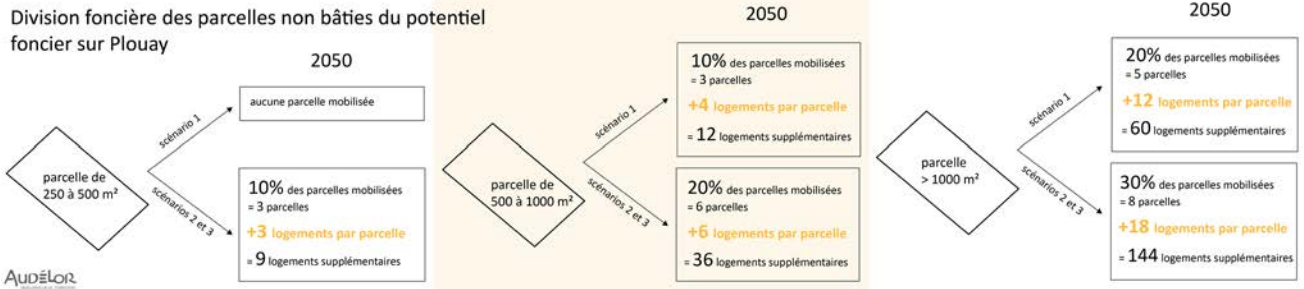 Division foncière des parcelles non bâties du potentiel
foncier sur Plouay
2050
parcelle de
250 à 500 m²
scénario 1
aucune parcelle mobilisée
scénarios 2 et 3
10% des parcelles mobilisées
= 3 parcelles
+3 logements par parcelle
= 9 logements supplémentaires
2050
parcelle de
500 à 1000 m²
scénario 1
10% des parcelles mobilisées
= 3 parcelles
+4 logements par parcelle
= 12 logements supplémentaires
scénarios 2 et 3
20% des parcelles mobilisées
= 6 parcelles
+6 logements par parcelle
= 36 logements supplémentaires
2050
parcelle
> 1000 m²
scénario 1
20% des parcelles mobilisées
= 5 parcelles
+12 logements par parcelle
= 60 logements supplémentaires
scénarios 2 et 3
30% des parcelles mobilisées
= 8 parcelles
+18 logements par parcelle
= 144 logements supplémentaires
AUDÉLOR